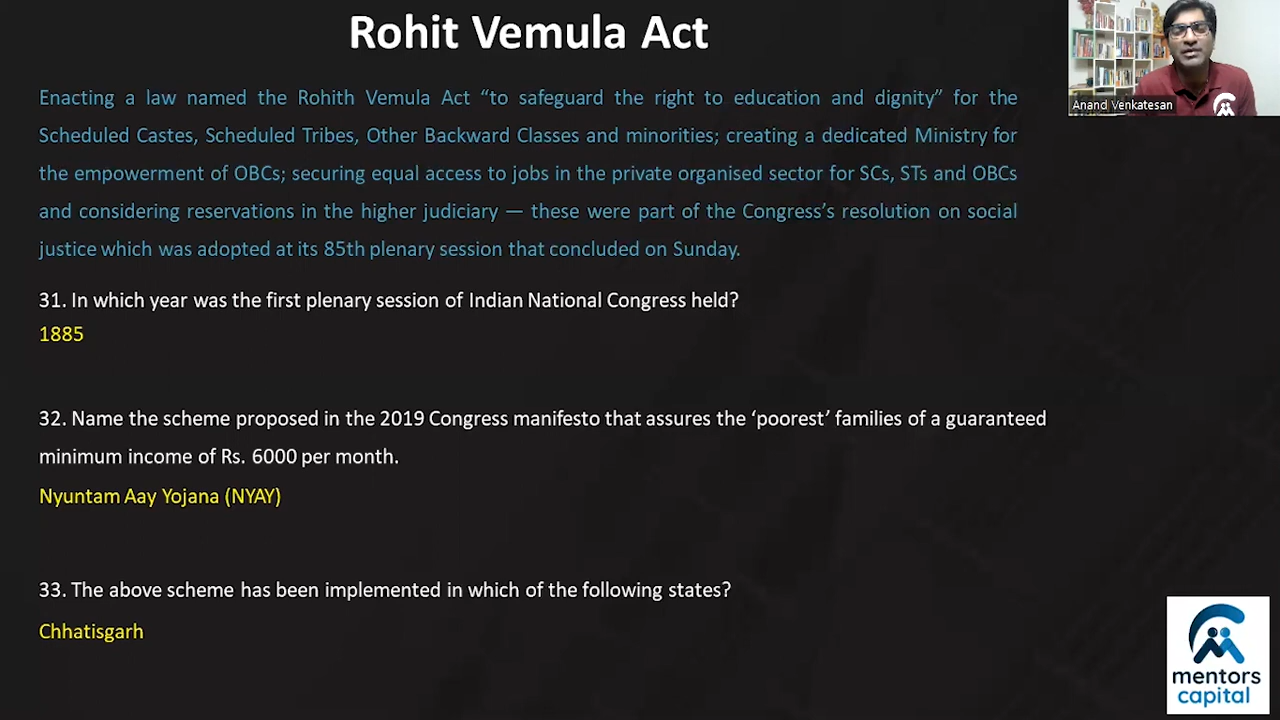 Rohit Vemula Act
Anand Venkatesan
Enacting a law named the Rohith Vemula Act “to safeguard the right to education and dignity” for the
Scheduled Castes, Scheduled Tribes, Other Backward Classes and minorities; creating a dedicated Ministry for
the empowerment of OBCs; securing equal access to jobs in the private organised sector for SCs, STs and OBCs
and considering reservations in the higher judiciary — these were part of the Congress’s resolution on social
justice which was adopted at its 85th plenary session that concluded on Sunday.
31. In which year was the first plenary session of Indian National Congress held?
1885
32. Name the scheme proposed in the 2019 Congress manifesto that assures the ‘poorest’ families of a guaranteed
minimum income of Rs. 6000 per month.
Nyuntam Aay Yojana (NYAY)
33. The above scheme has been implemented in which of the following states?
Chhatisgarh
mentors
capital